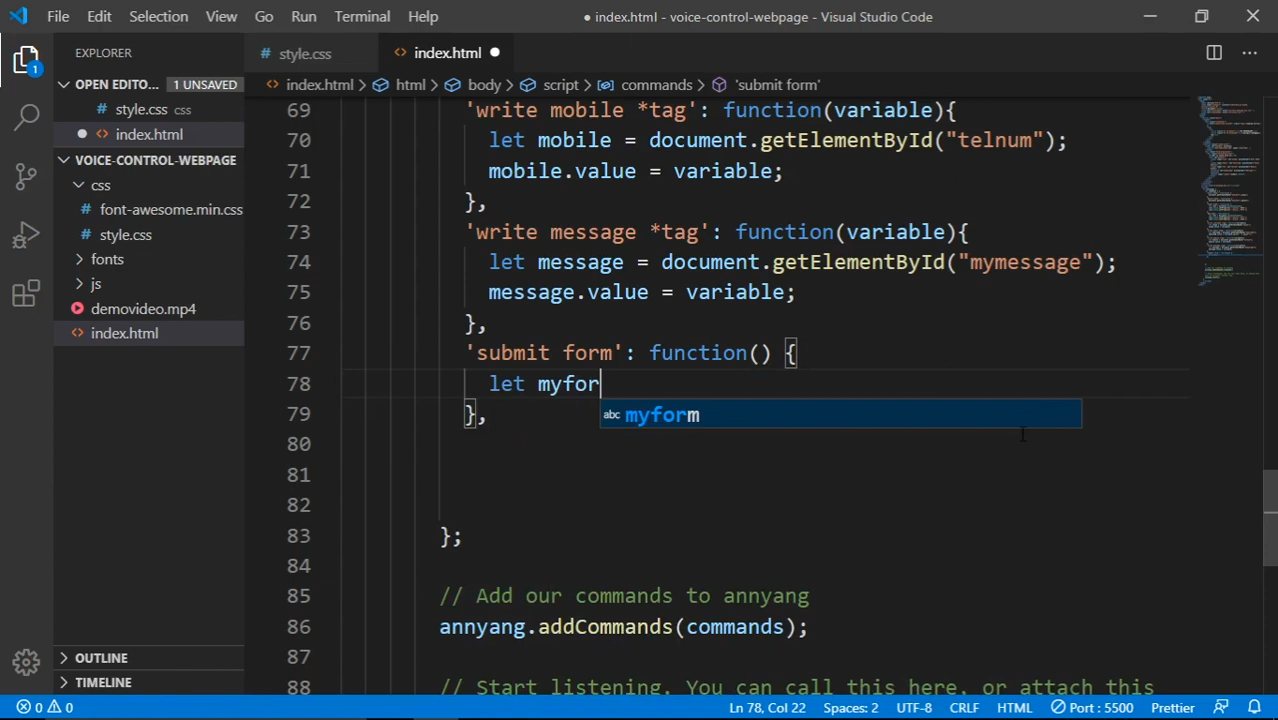 File Edit Selection View Go Run Terminal Help ● index.html - voice-control-webpage - Visual Studio Code
EXPLORER
# style.css
<> index.html ●
OPEN EDITO... 1 UNSAVED
# style.css css
● <> index.html
VOICE-CONTROL-WEBPAGE
css
font-awesome.min.css
# style.css
fonts
js
demovideo.mp4
<> index.html
OUTLINE
TIMELINE
1
<> index.html > html > body > script > commands > 'submit form'
69 'write mobile *tag': function(variable){
70 let mobile = document.getElementById("telnum");
71 mobile.value = variable;
72 },
73 'write message *tag': function(variable){
74 let message = document.getElementById("mymessage");
75 message.value = variable;
76 },
77 'submit form': function() {
78 let myfor
abc myform
79 },
80
81
82
83 };
84
85 // Add our commands to annyang
86 annyang.addCommands(commands);
87
88 // Start listening. You can call this here, or attach this
0 0 Ln 78, Col 22 Spaces: 2 UTF-8 CRLF HTML Port : 5500 Prettier